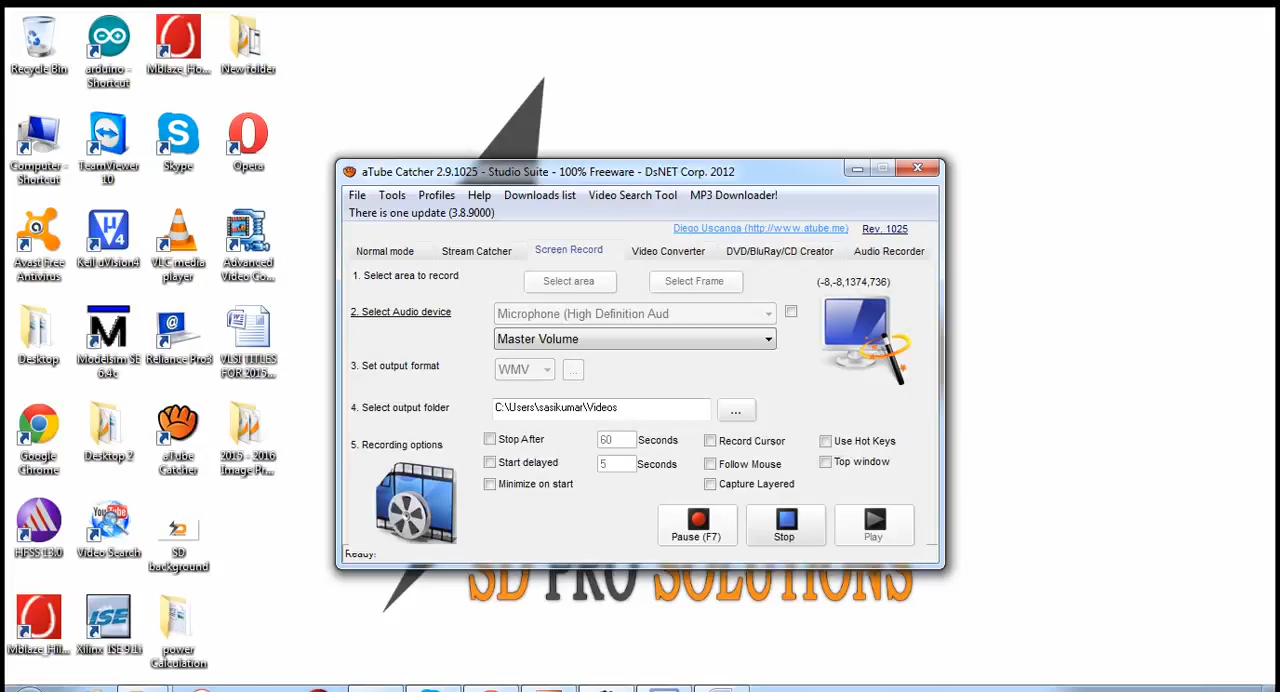 Recycle Bin
arduino - Shortcut
Mblaze_Ho...
New folder
Computer - Shortcut
TeamViewer 10
Skype
Opera
Avast Free Antivirus
Keil uVision4
VLC media player
Advanced Video Co...
Desktop
Modelsim SE 6.4c
Reliance Pro3
VLSI TITLES FOR 2015...
Google Chrome
Desktop 2
aTube Catcher
2015 - 2016 Image Pr...
HFSS 13.0
Video Search
SD background
Mblaze_Hil...
Xilinx ISE 9.1i
power Calculation
aTube Catcher 2.9.1025 - Studio Suite - 100% Freeware - DsNET Corp. 2012
File Tools Profiles Help Downloads list Video Search Tool MP3 Downloader!
There is one update (3.8.9000)
Diego Uscanga (http://www.atube.me) Rev. 1025
Normal mode Stream Catcher Screen Record Video Converter DVD/BluRay/CD Creator Audio Recorder
1. Select area to record Select area Select Frame (-8,-8,1374,736)
2. Select Audio device Microphone (High Definition Aud
Master Volume
3. Set output format WMV ...
4. Select output folder C:\Users\sasikumar\Videos ...
5. Recording options Stop After 60 Seconds Record Cursor Use Hot Keys
Start delayed 5 Seconds Follow Mouse Top window
Minimize on start Capture Layered
Pause (F7) Stop Play
Ready:
SD PRO SOLUTIONS